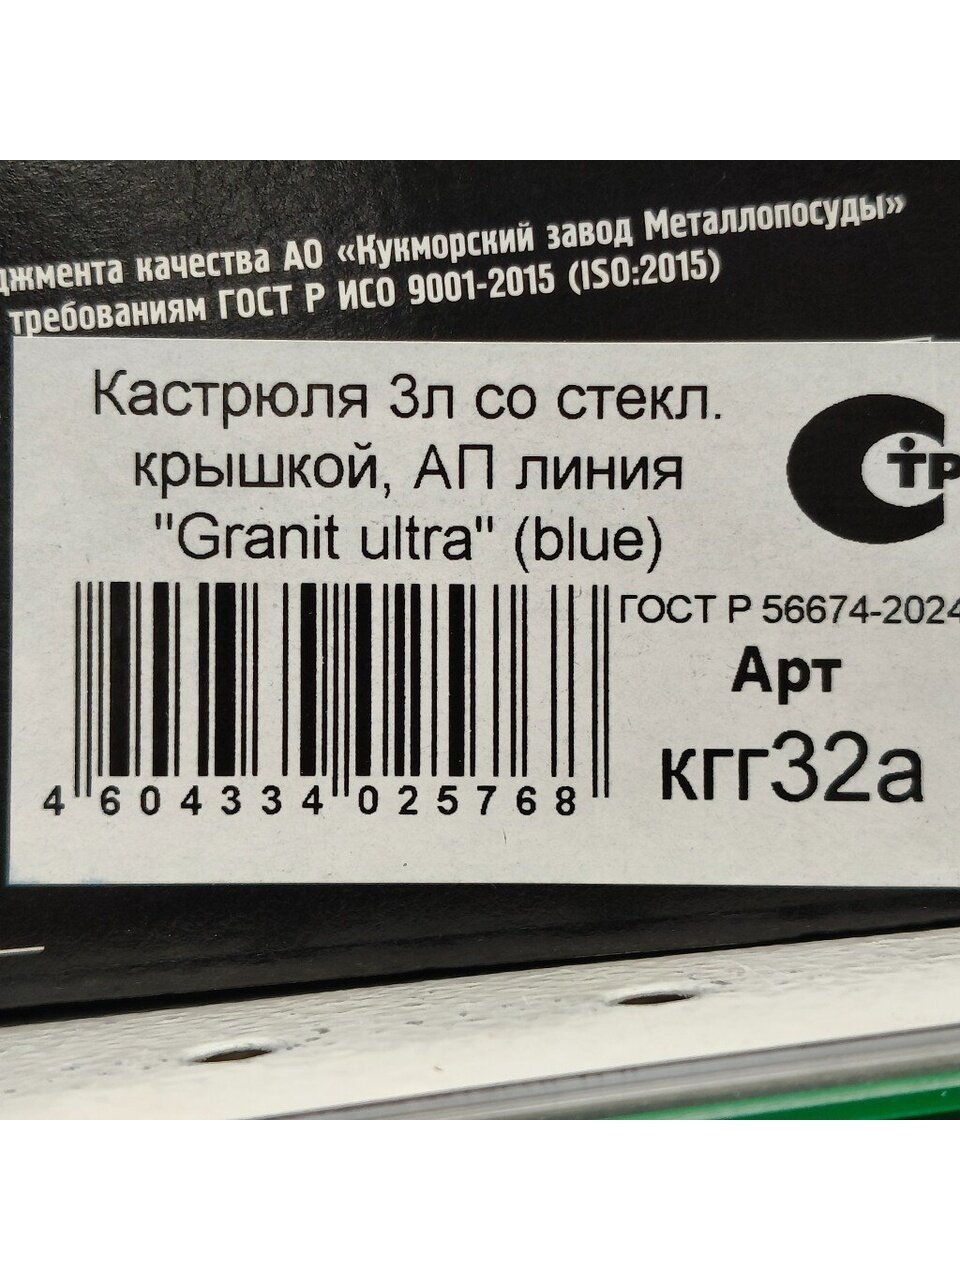 джмента качества АО «Кукморский завод Металлопосуды»
требованиям ГОСТ Р ИСО 9001-2015 (ISO:2015)
Кастрюля 3л со стекл.
крышкой, АП линия
"Granit ultra" (blue)
СТР
ГОСТ Р 56674-2024
Арт
кгг32а
4 604334 025768